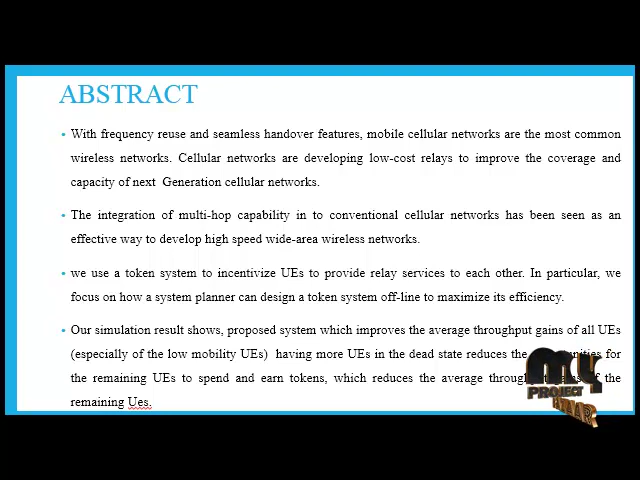 ABSTRACT
With frequency reuse and seamless handover features, mobile cellular networks are the most common
wireless networks. Cellular networks are developing low-cost relays to improve the coverage and
capacity of next Generation cellular networks.
The integration of multi-hop capability in to conventional cellular networks has been seen as an
effective way to develop high speed wide-area wireless networks.
we use a token system to incentivize UEs to provide relay services to each other. In particular, we
focus on how a system planner can design a token system off-line to maximize its efficiency.
Our simulation result shows, proposed system which improves the average throughput gains of all UEs
(especially of the low mobility UEs) having more UEs in the dead state reduces the for
the remaining UEs to spend and earn tokens, which reduces the average the
remaining Ues.
my
PROJECT
BAZAAR